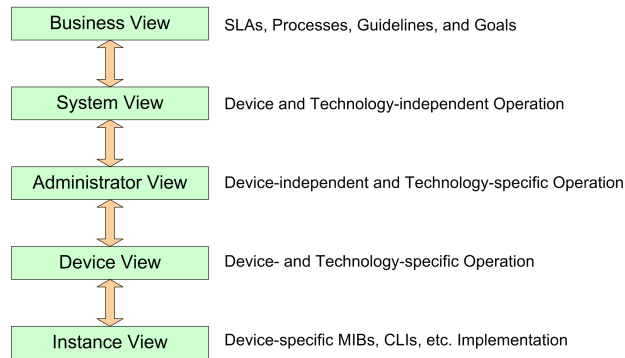 Business View
SLAs, Processes, Guidelines, and Goals
System View
Device and Technology-independent Operation
Administrator View
Device-independent and Technology-specific Operation
Device View
Device- and Technology-specific Operation
Instance View
Device-specific MIBs, CLIs, etc. Implementation